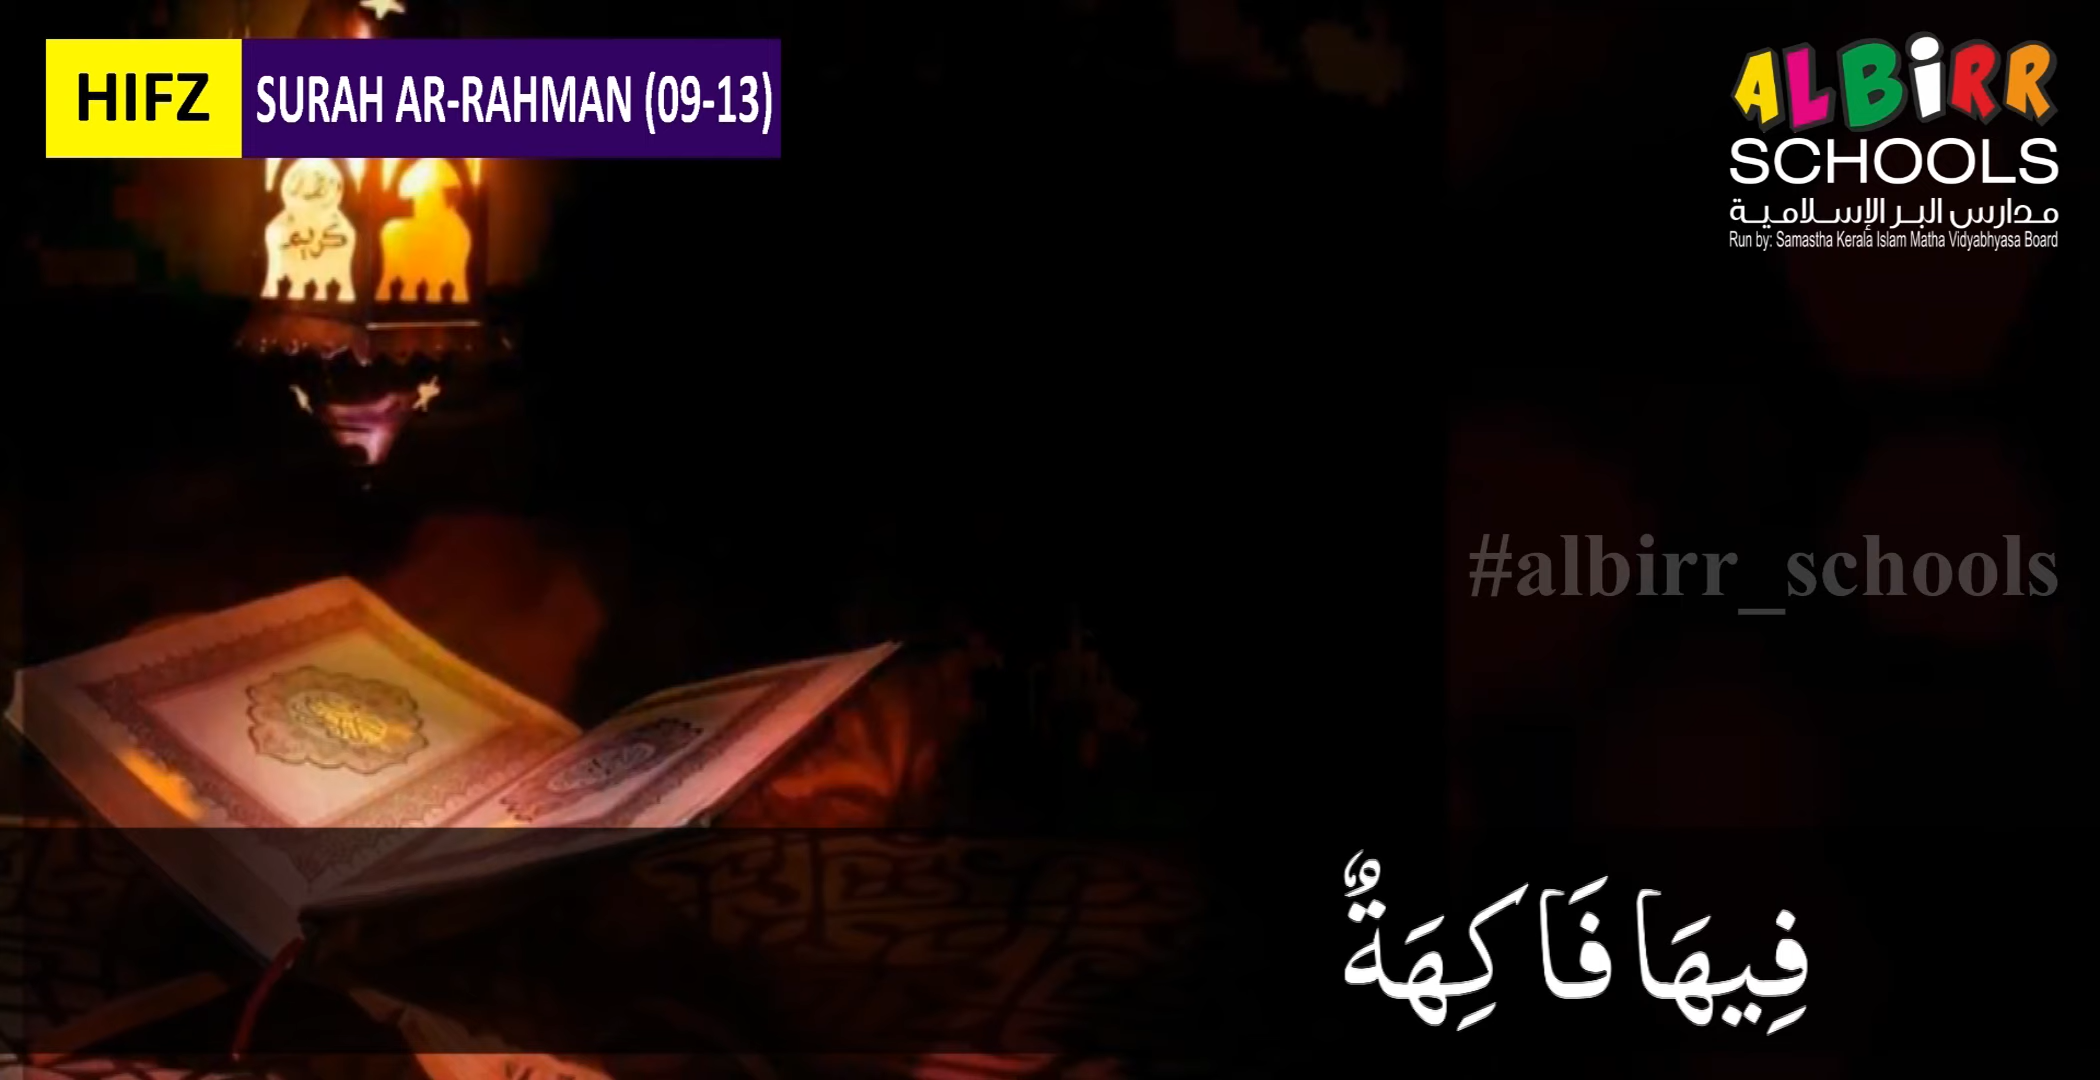 HIFZ SURAH AR-RAHMAN (09-13)
ALBiRR
SCHOOLS
مدارس البر الإسلامية
Run by: Samastha Kerala Islam Matha Vidyabhyasa Board
كريم
#albirr_schools
فِيهَا فَاكِهَةٌ